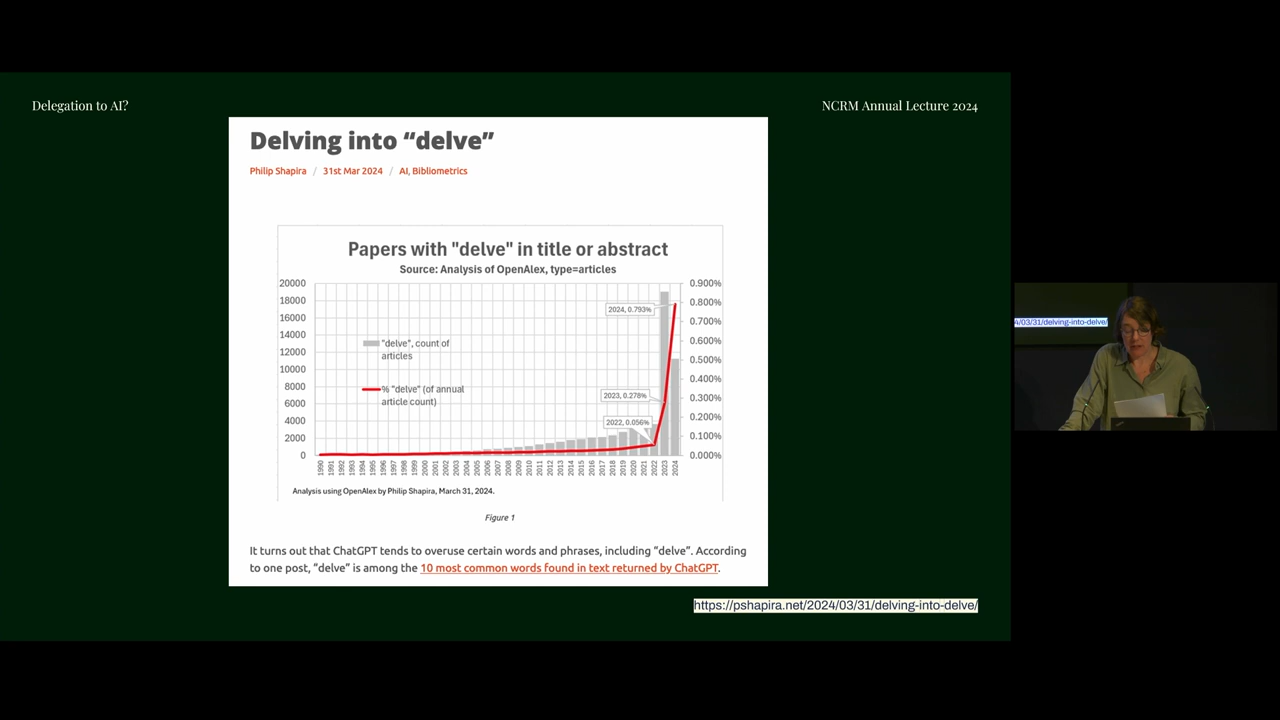 Delegation to AI?
NCRM Annual Lecture 2024
Delving into “delve”
Philip Shapira / 31st Mar 2024 / AI, Bibliometrics
Papers with "delve" in title or abstract
Source: Analysis of OpenAlex, type=articles
20000
18000
16000
14000
12000
10000
8000
6000
4000
2000
0
0.900%
0.800%
0.700%
0.600%
0.500%
0.400%
0.300%
0.200%
0.100%
0.000%
"delve", count of
articles
% "delve" (of annual
article count)
2024, 0.793%
2023, 0.278%
2022, 0.056%
1990 1991 1992 1993 1994 1995 1996 1997 1998 1999 2000 2001 2002 2003 2004 2005 2006 2007 2008 2009 2010 2011 2012 2013 2014 2015 2016 2017 2018 2019 2020 2021 2022 2023 2024
Analysis using OpenAlex by Philip Shapira, March 31, 2024.
Figure 1
It turns out that ChatGPT tends to overuse certain words and phrases, including “delve”. According
to one post, “delve” is among the 10 most common words found in text returned by ChatGPT.
https://pshapira.net/2024/03/31/delving-into-delve/
4/03/31/delving-into-delve/